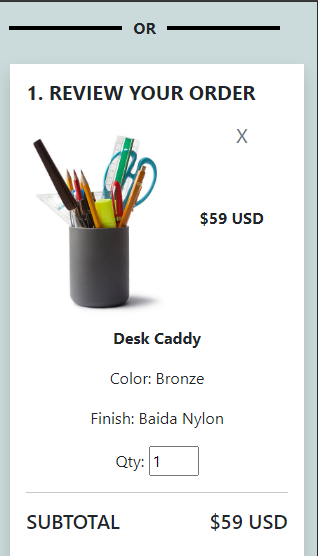 OR
1. REVIEW YOUR ORDER
X
$59 USD
Desk Caddy
Color: Bronze
Finish: Baida Nylon
Qty: 1
SUBTOTAL $59 USD